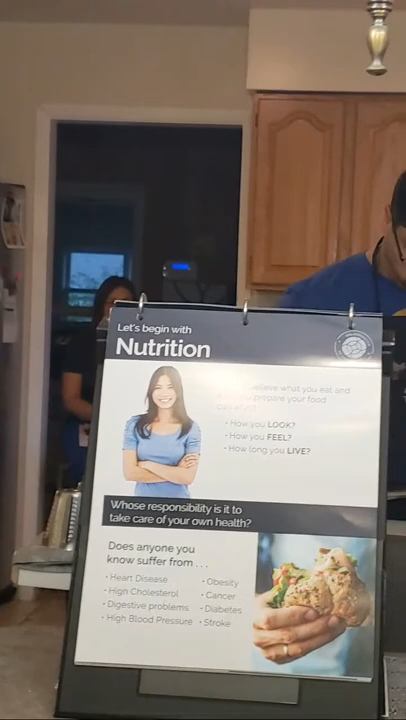 Let's begin with
Nutrition
believe what you eat and
prepare your food
• How you LOOK?
• How you FEEL?
• How long you LIVE?
Whose responsibility is it to
take care of your own health?
Does anyone you
know suffer from . . .
• Heart Disease
• High Cholesterol
• Digestive problems
• High Blood Pressure
• Obesity
• Cancer
• Diabetes
• Stroke